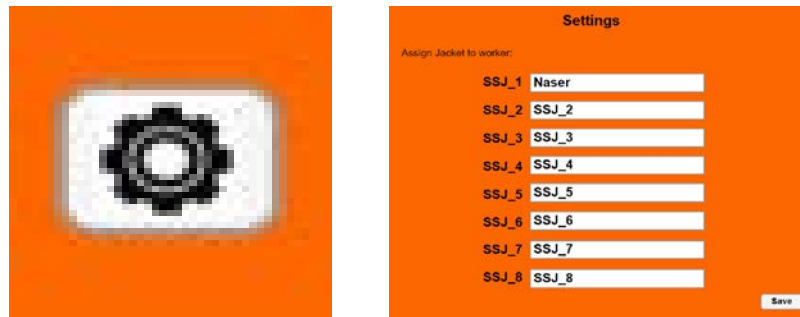 Settings
Assign Jacket to worker:
SSJ_1 Naser
SSJ_2 SSJ_2
SSJ_3 SSJ_3
SSJ_4 SSJ_4
SSJ_5 SSJ_5
SSJ_6 SSJ_6
SSJ_7 SSJ_7
SSJ_8 SSJ_8
Save